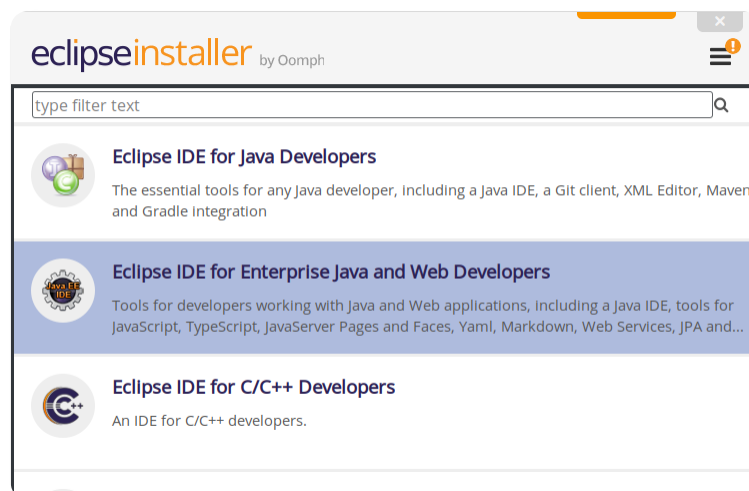 eclipseinstaller by Oomph
type filter text
Eclipse IDE for Java Developers
The essential tools for any Java developer, including a Java IDE, a Git client, XML Editor, Maven
and Gradle integration
Java EE
IDE
Eclipse IDE for Enterprise Java and Web Developers
Tools for developers working with Java and Web applications, including a Java IDE, tools for
JavaScript, TypeScript, JavaServer Pages and Faces, Yaml, Markdown, Web Services, JPA and...
C++
Eclipse IDE for C/C++ Developers
An IDE for C/C++ developers.